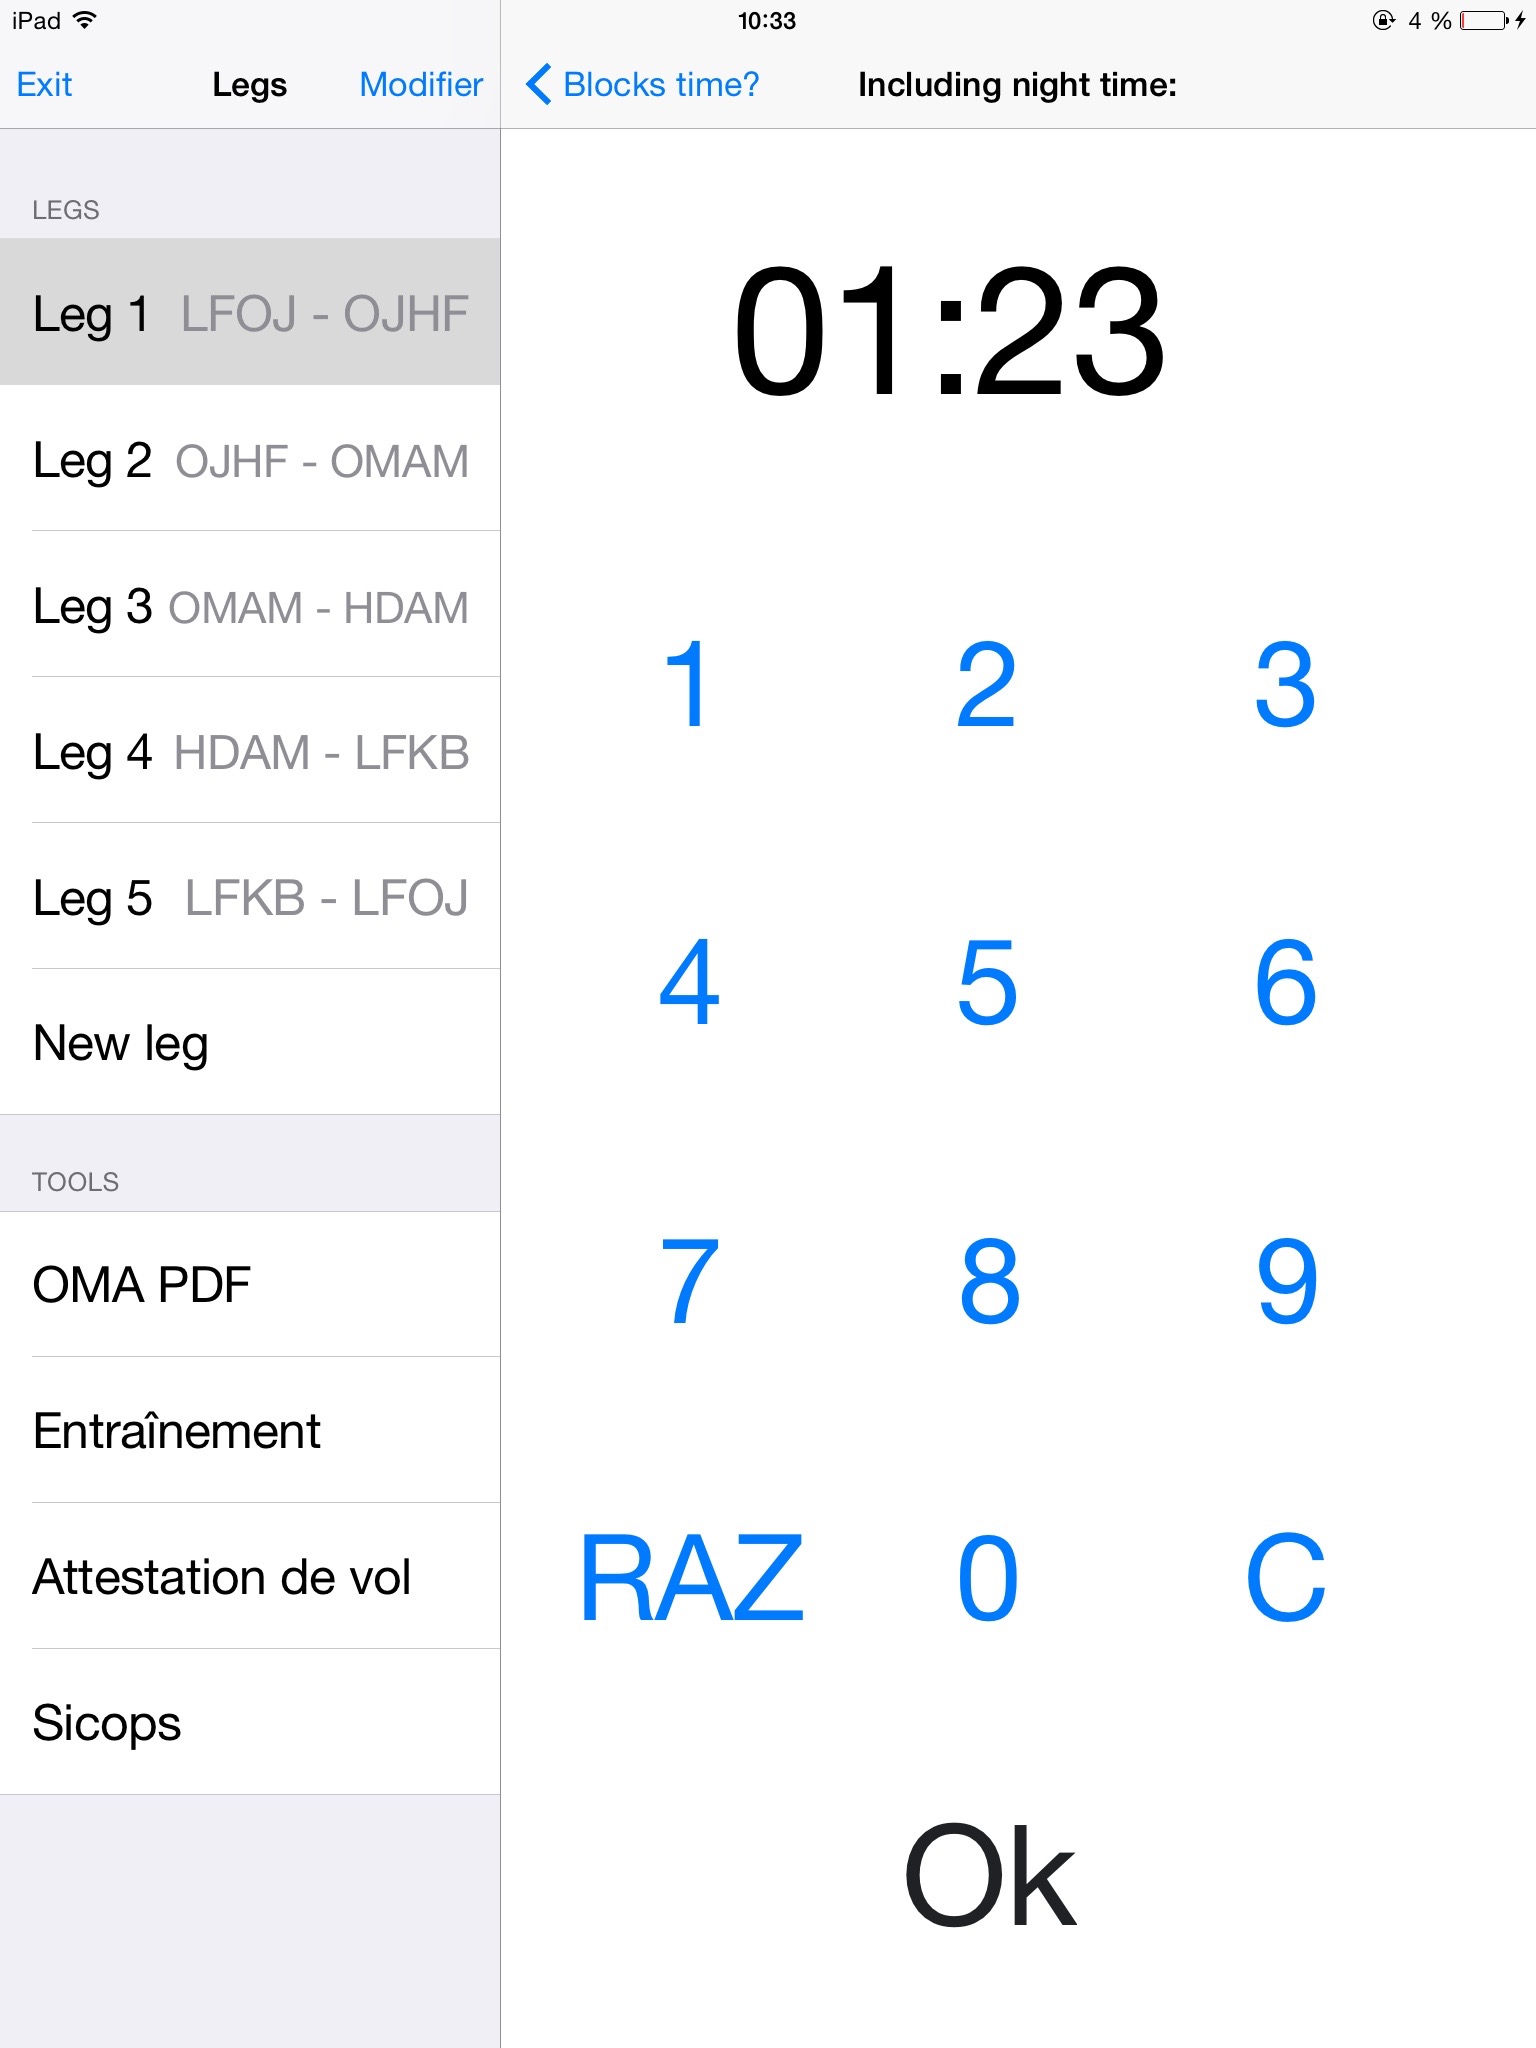 iPad 10:33 4 %
Exit Legs Modifier
Blocks time? Including night time:
LEGS
Leg 1 LFOJ - OJHF
Leg 2 OJHF - OMAM
Leg 3 OMAM - HDAM
Leg 4 HDAM - LFKB
Leg 5 LFKB - LFOJ
New leg
TOOLS
OMA PDF
Entraînement
Attestation de vol
Sicops
01:23
1 2 3
4 5 6
7 8 9
RAZ 0 C
Ok